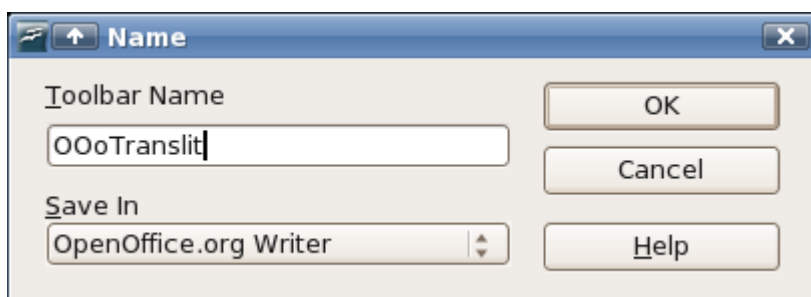 Name
Toolbar Name
OOoTranslit
Save In
OpenOffice.org Writer
OK
Cancel
Help